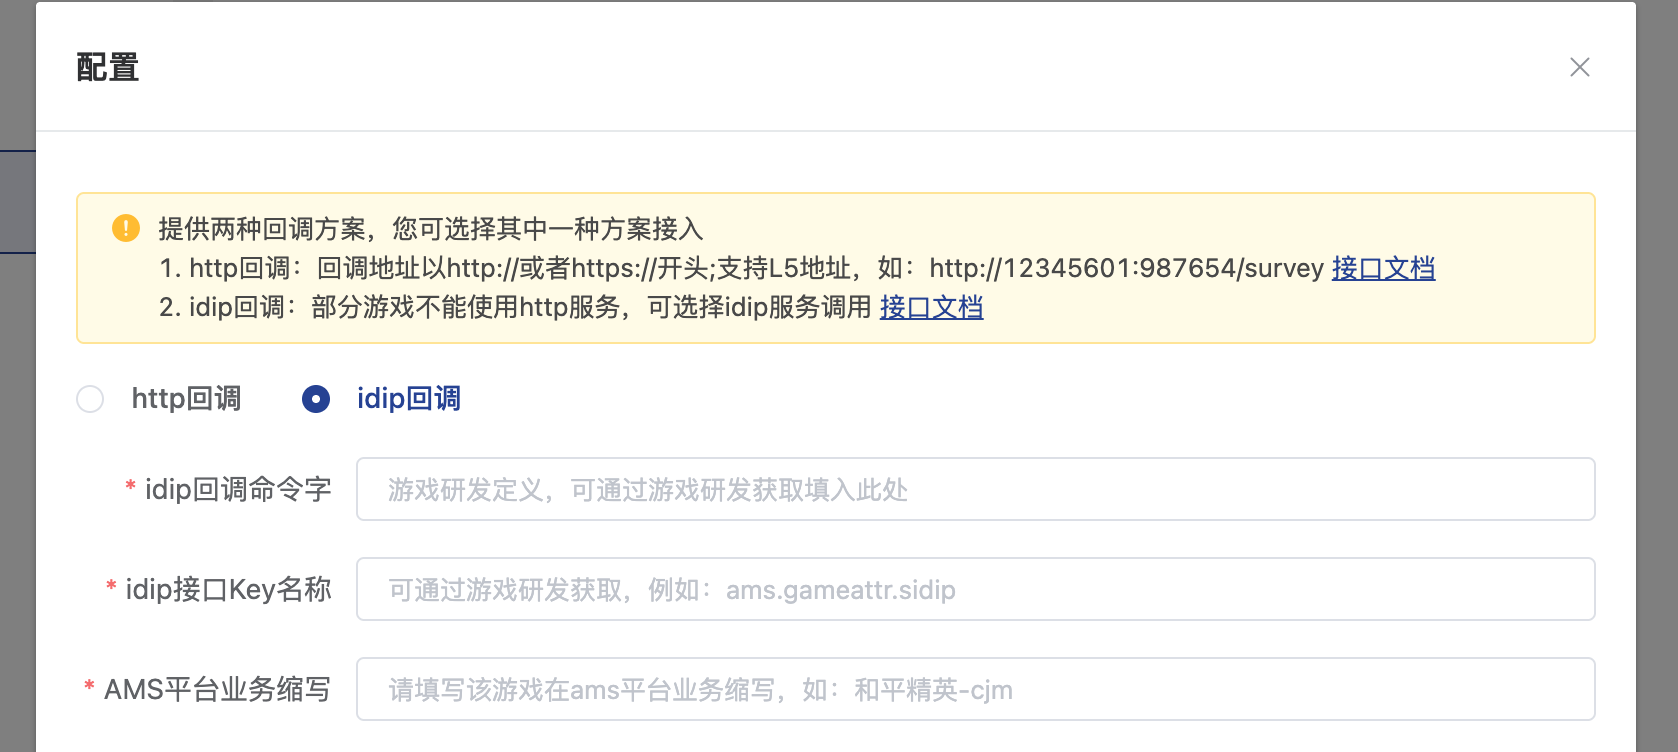 配置
提供两种回调方案，您可选择其中一种方案接入
1. http回调：回调地址以http://或者https://开头;支持L5地址，如：http://12345601:987654/survey 接口文档
2. idip回调：部分游戏不能使用http服务，可选择idip服务调用 接口文档
http回调 idip回调
* idip回调命令字 游戏研发定义，可通过游戏研发获取填入此处
* idip接口Key名称 可通过游戏研发获取，例如：ams.gameattr.sidip
* AMS平台业务缩写 请填写该游戏在ams平台业务缩写，如：和平精英-cjm